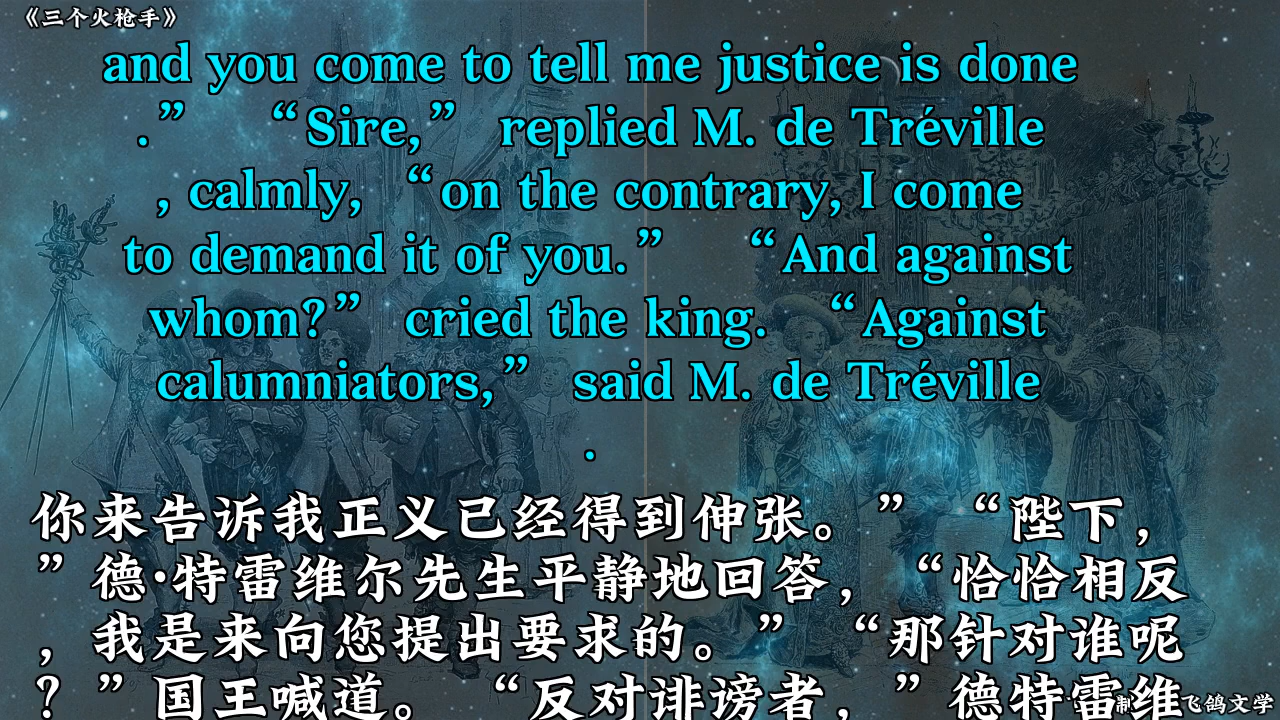 《三个火枪手》
and you come to tell me justice is done
.” “Sire,” replied M. de Tréville
, calmly, “on the contrary, I come
to demand it of you.” “And against
whom?” cried the king. “Against
calumniators,” said M. de Tréville
.
你来告诉我正义已经得到伸张。” “陛下，
”德·特雷维尔先生平静地回答，“恰恰相反
，我是来向您提出要求的。” “那针对谁呢
？”国王喊道。 “反对诽谤者，”德特雷维
飞鸽文学